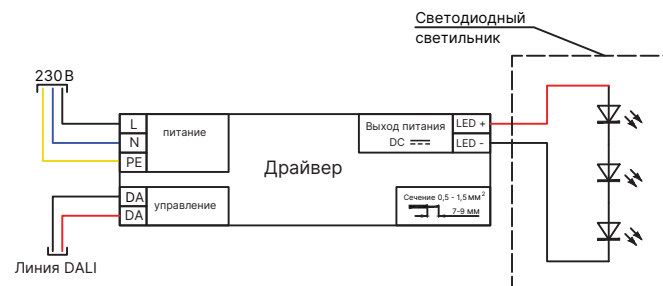 Светодиодный
светильник
230 В
L
N
PE
питание
Выход питания
DC
LED +
LED -
Драйвер
DA
DA
управление
Сечение 0,5 - 1,5 мм²
7-9 мм
Линия DALI